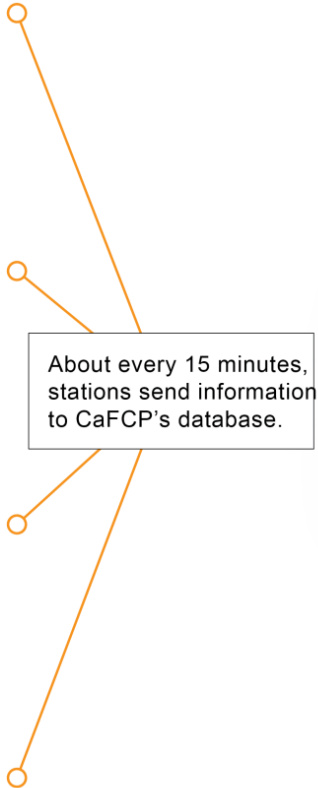 About every 15 minutes,
stations send information
to CaFCP’s database.